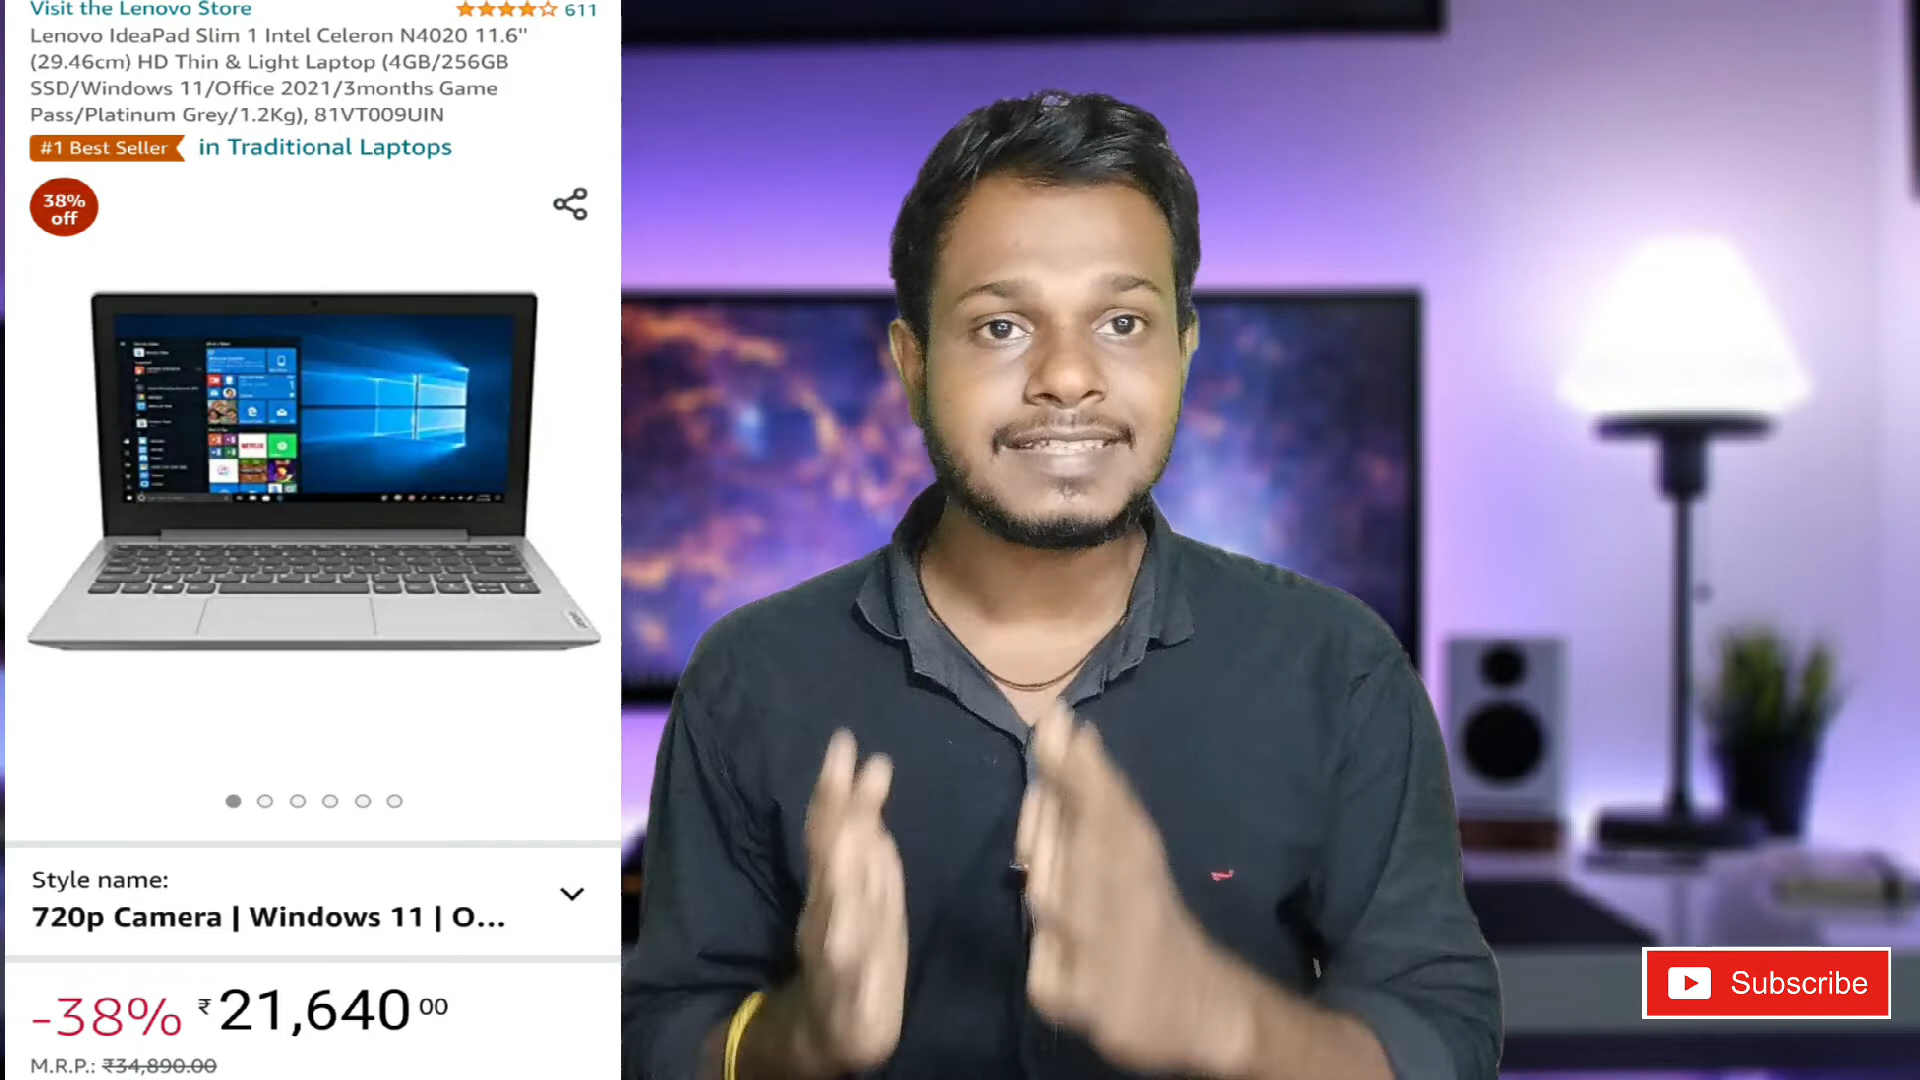 Visit the Lenovo Store
611
Lenovo IdeaPad Slim 1 Intel Celeron N4020 11.6"
(29.46cm) HD Thin & Light Laptop (4GB/256GB
SSD/Windows 11/Office 2021/3months Game
Pass/Platinum Grey/1.2Kg), 81VT009UIN
#1 Best Seller in Traditional Laptops
38%
off
Style name:
720p Camera | Windows 11 | O...
-38% ₹21,640 00
M.R.P.: ₹34,890.00
Subscribe